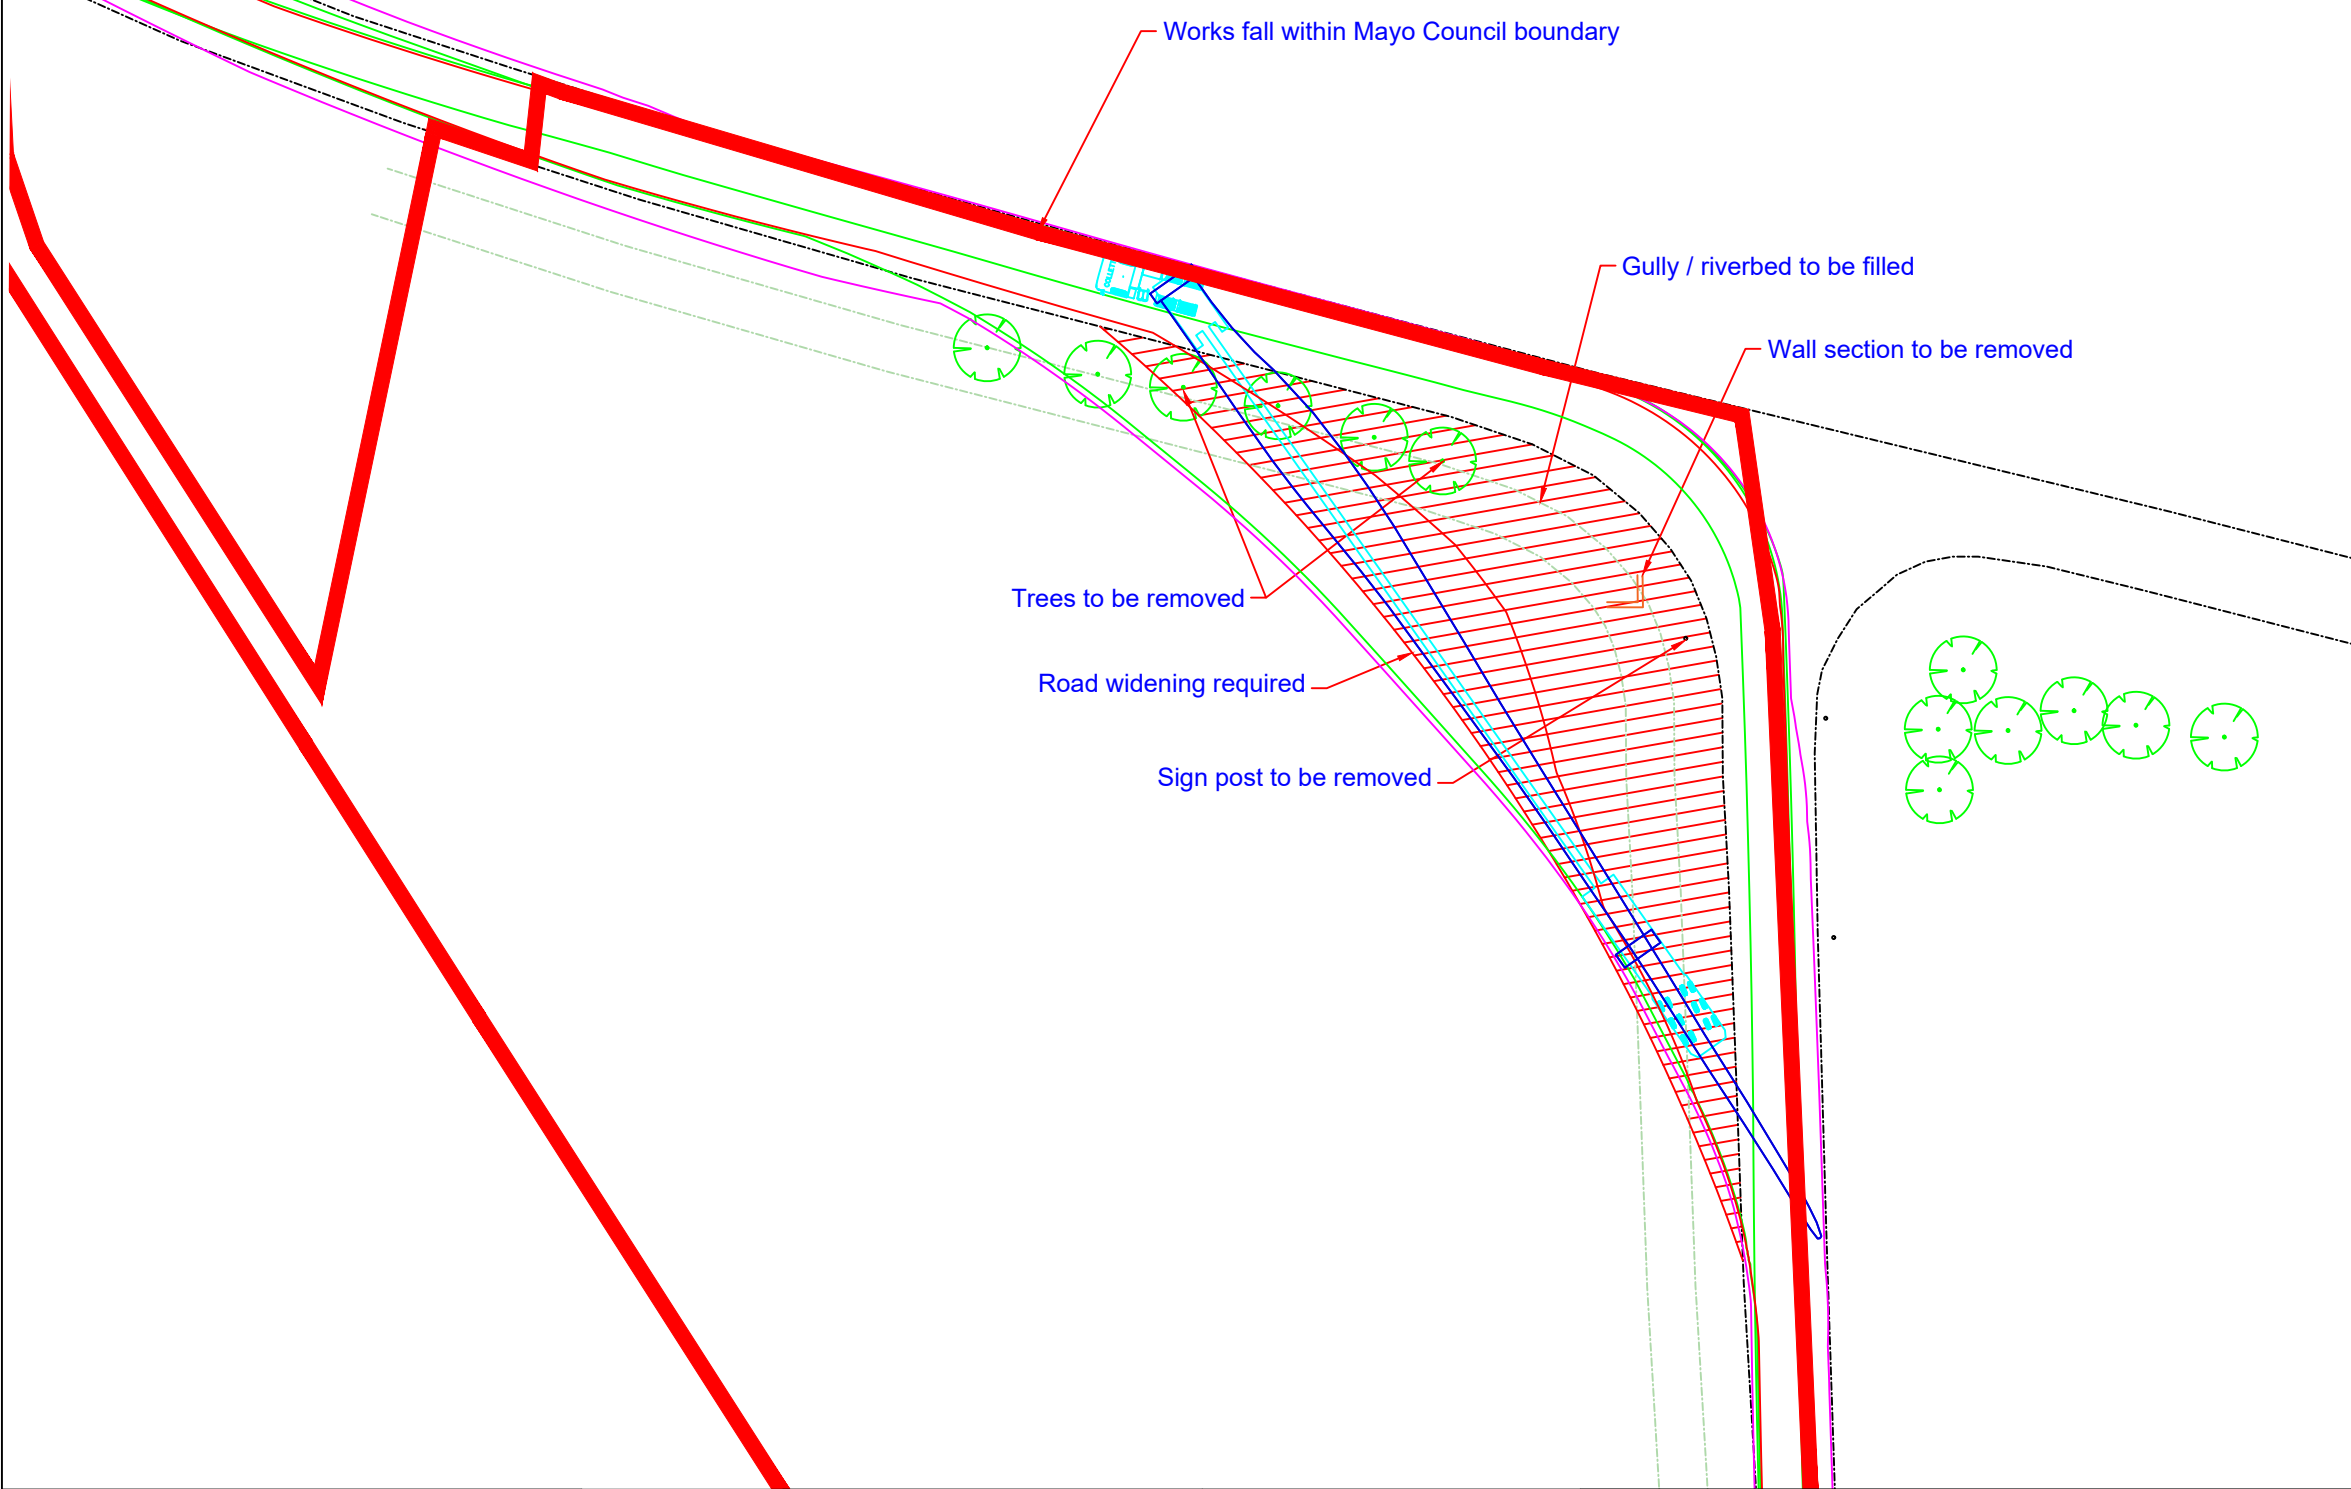 Works fall within Mayo Council boundary
Gully / riverbed to be filled
Wall section to be removed
Trees to be removed
Road widening required
Sign post to be removed